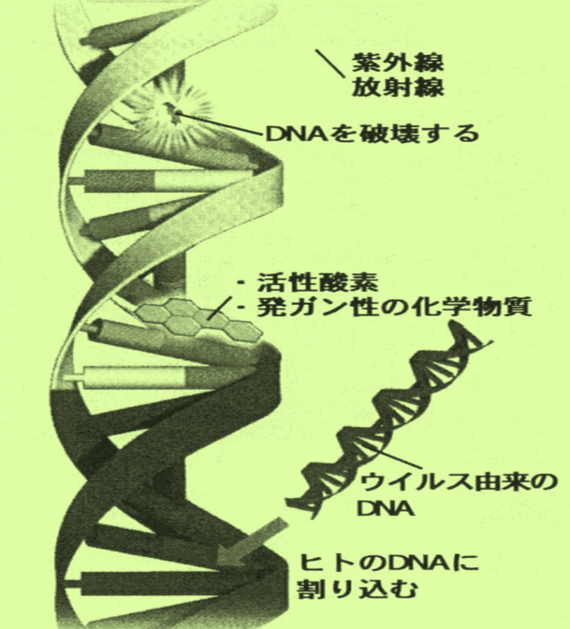 紫外線
放射線
DNAを破壊する
・活性酸素
・発ガン性の化学物質
ウイルス由来の
DNA
ヒトのDNAに
割り込む